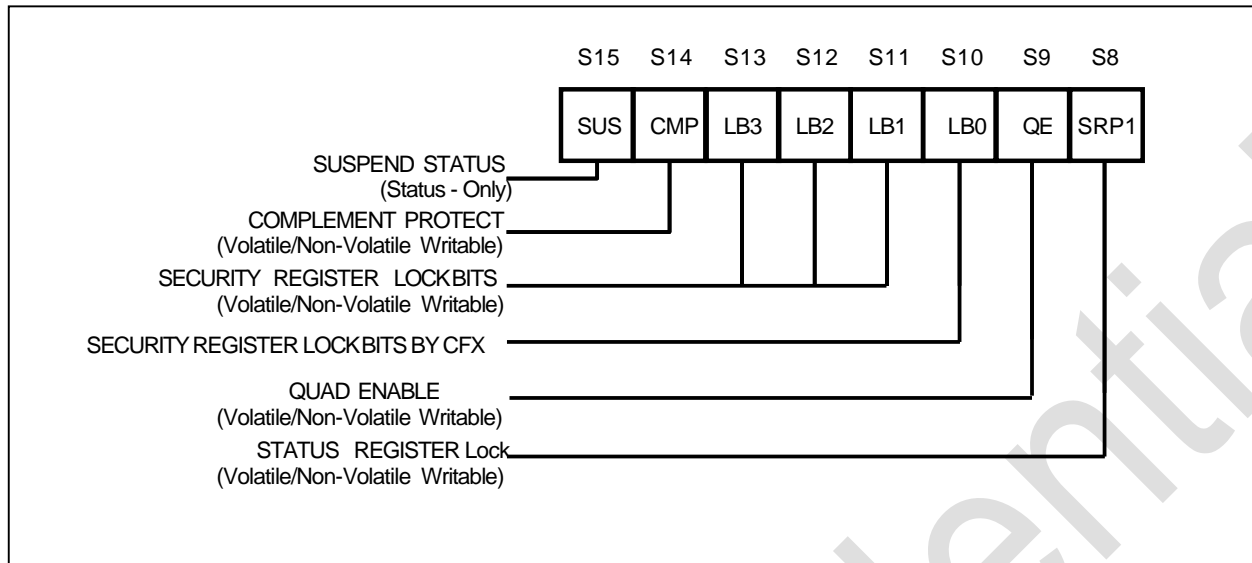 S15 S14 S13 S12 S11 S10 S9 S8
SUS CMP LB3 LB2 LB1 LB0 QE SRP1
SUSPEND STATUS
(Status - Only)
COMPLEMENT PROTECT
(Volatile/Non-Volatile Writable)
SECURITY REGISTER LOCKBITS
(Volatile/Non-Volatile Writable)
SECURITY REGISTER LOCKBITS BY CFX
QUAD ENABLE
(Volatile/Non-Volatile Writable)
STATUS REGISTER Lock
(Volatile/Non-Volatile Writable)